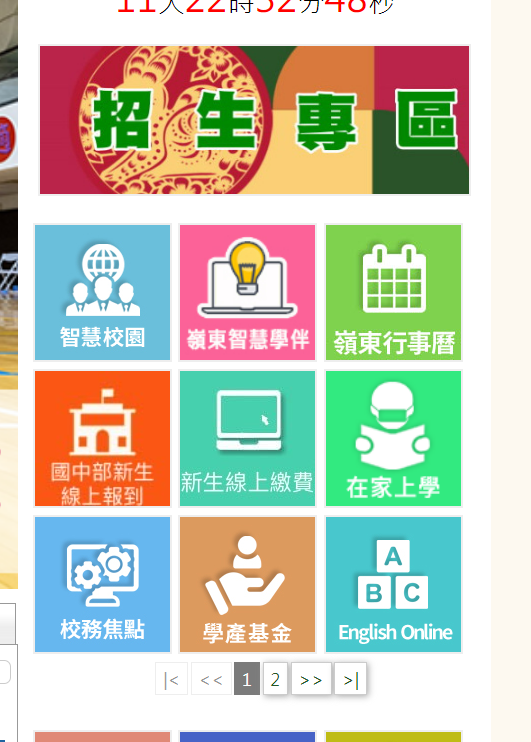 11天22時32分48秒
招生專區
智慧校園
嶺東智慧學伴
嶺東行事曆
國中部新生
線上報到
新生線上繳費
在家上學
校務焦點
學產基金
A
B C
English Online
|< << 1 2 >> >|